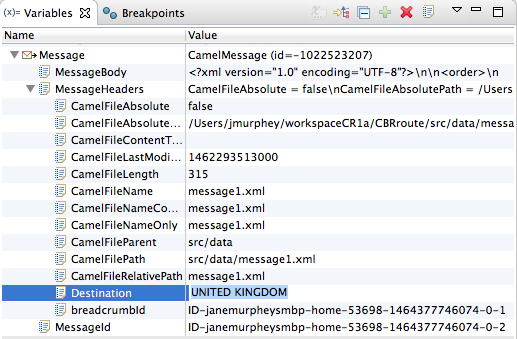 (x)= Variables Breakpoints
Name Value
Message CamelMessage (id=-1022523207)
MessageBody <?xml version="1.0" encoding="UTF-8"?>\n\n<order>\n
MessageHeaders CamelFileAbsolute = false\nCamelFileAbsolutePath = /Users
CamelFileAbsolute false
CamelFileAbsolute... /Users/jmurphey/workspaceCR1a/CBRroute/src/data/messa
CamelFileContentT...
CamelFileLastModi... 1462293513000
CamelFileLength 315
CamelFileName message1.xml
CamelFileNameCo... message1.xml
CamelFileNameOnly message1.xml
CamelFileParent src/data
CamelFilePath src/data/message1.xml
CamelFileRelativePath message1.xml
Destination UNITED KINGDOM
breadcrumbId ID-janemurpheysmbp-home-53698-1464377746074-0-1
MessageId ID-janemurpheysmbp-home-53698-1464377746074-0-2